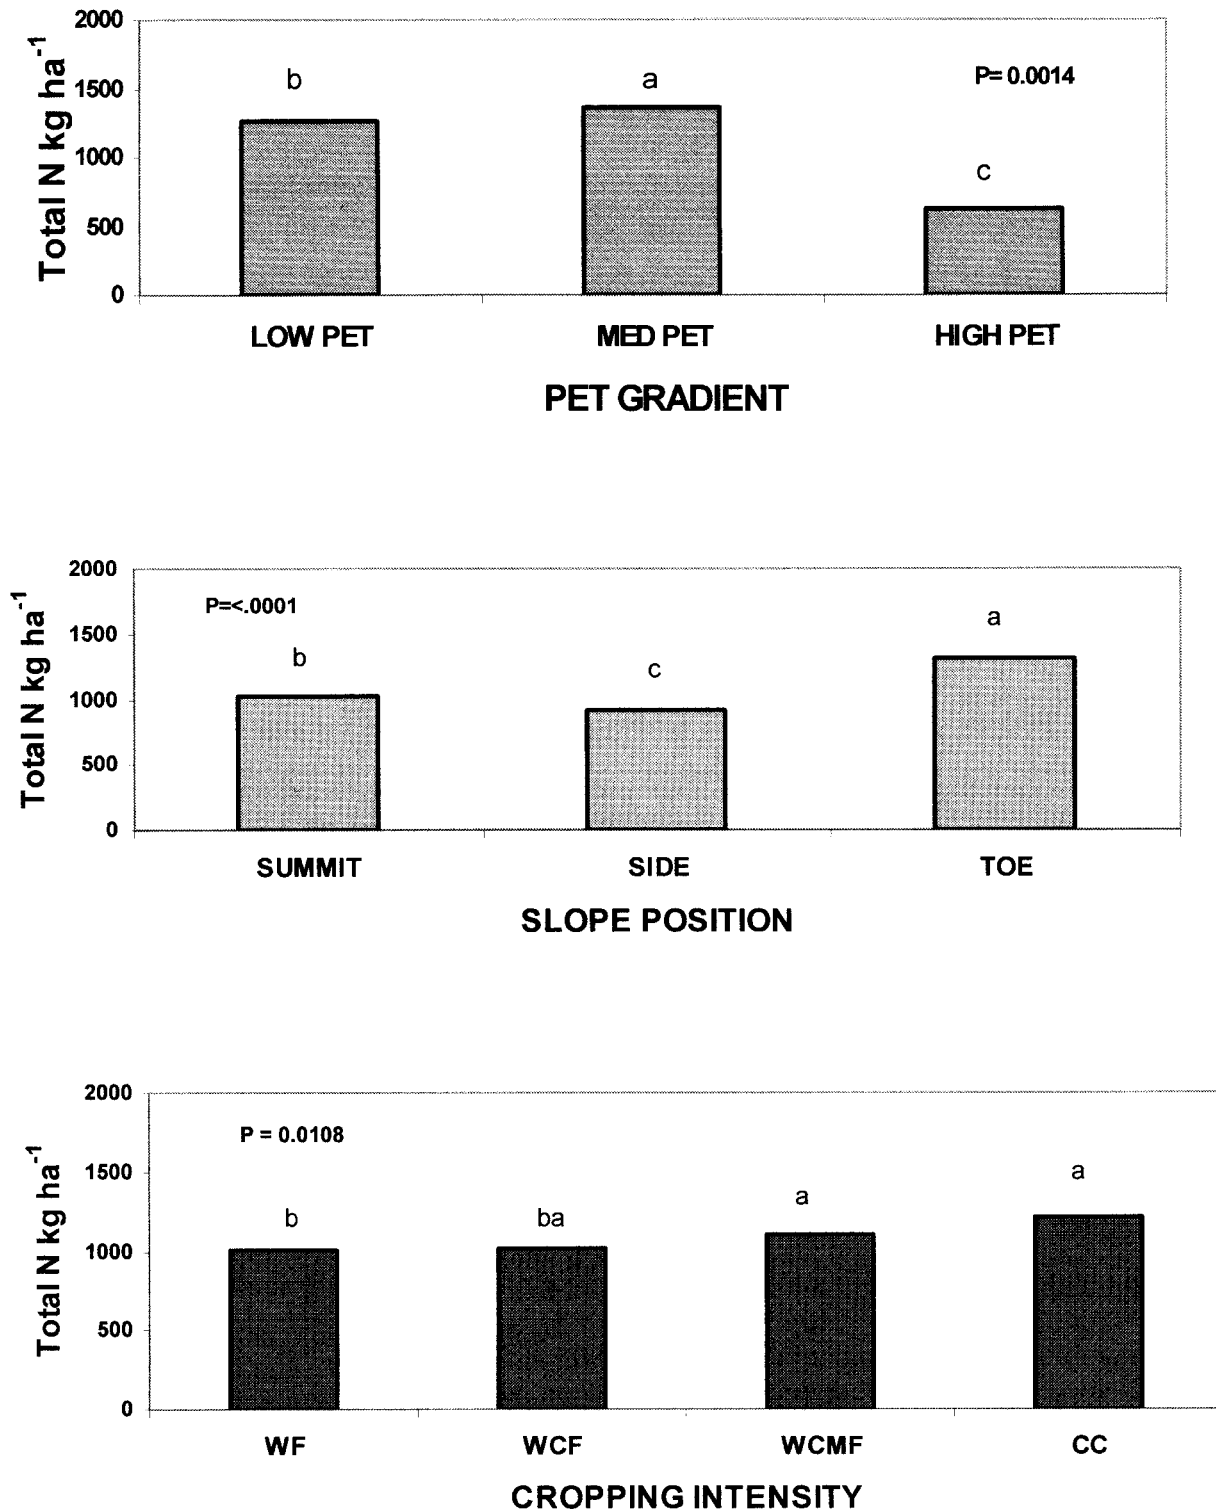 2000
1500
1000
500
0
Total N kg ha-1
b
a
c
P= 0.0014
LOW PET MED PET HIGH PET
PET GRADIENT
2000
1500
1000
500
0
Total N kg ha-1
P=<.0001
b
c
a
SUMMIT SIDE TOE
SLOPE POSITION
2000
1500
1000
500
0
Total N kg ha-1
P = 0.0108
b
ba
a
a
WF WCF WCMF CC
CROPPING INTENSITY